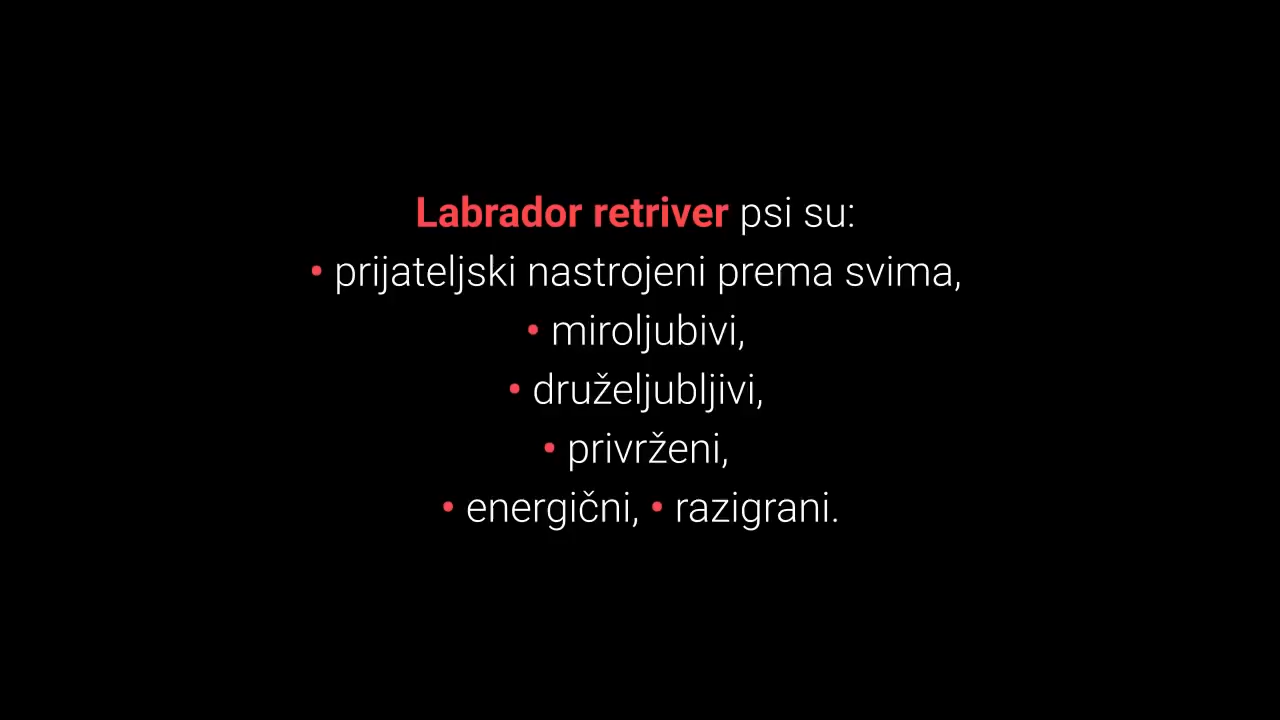 Labrador retriver psi su:
• prijateljski nastrojeni prema svima,
• miroljubivi,
• druželjubljivi,
• privrženi,
• energični, • razigrani.